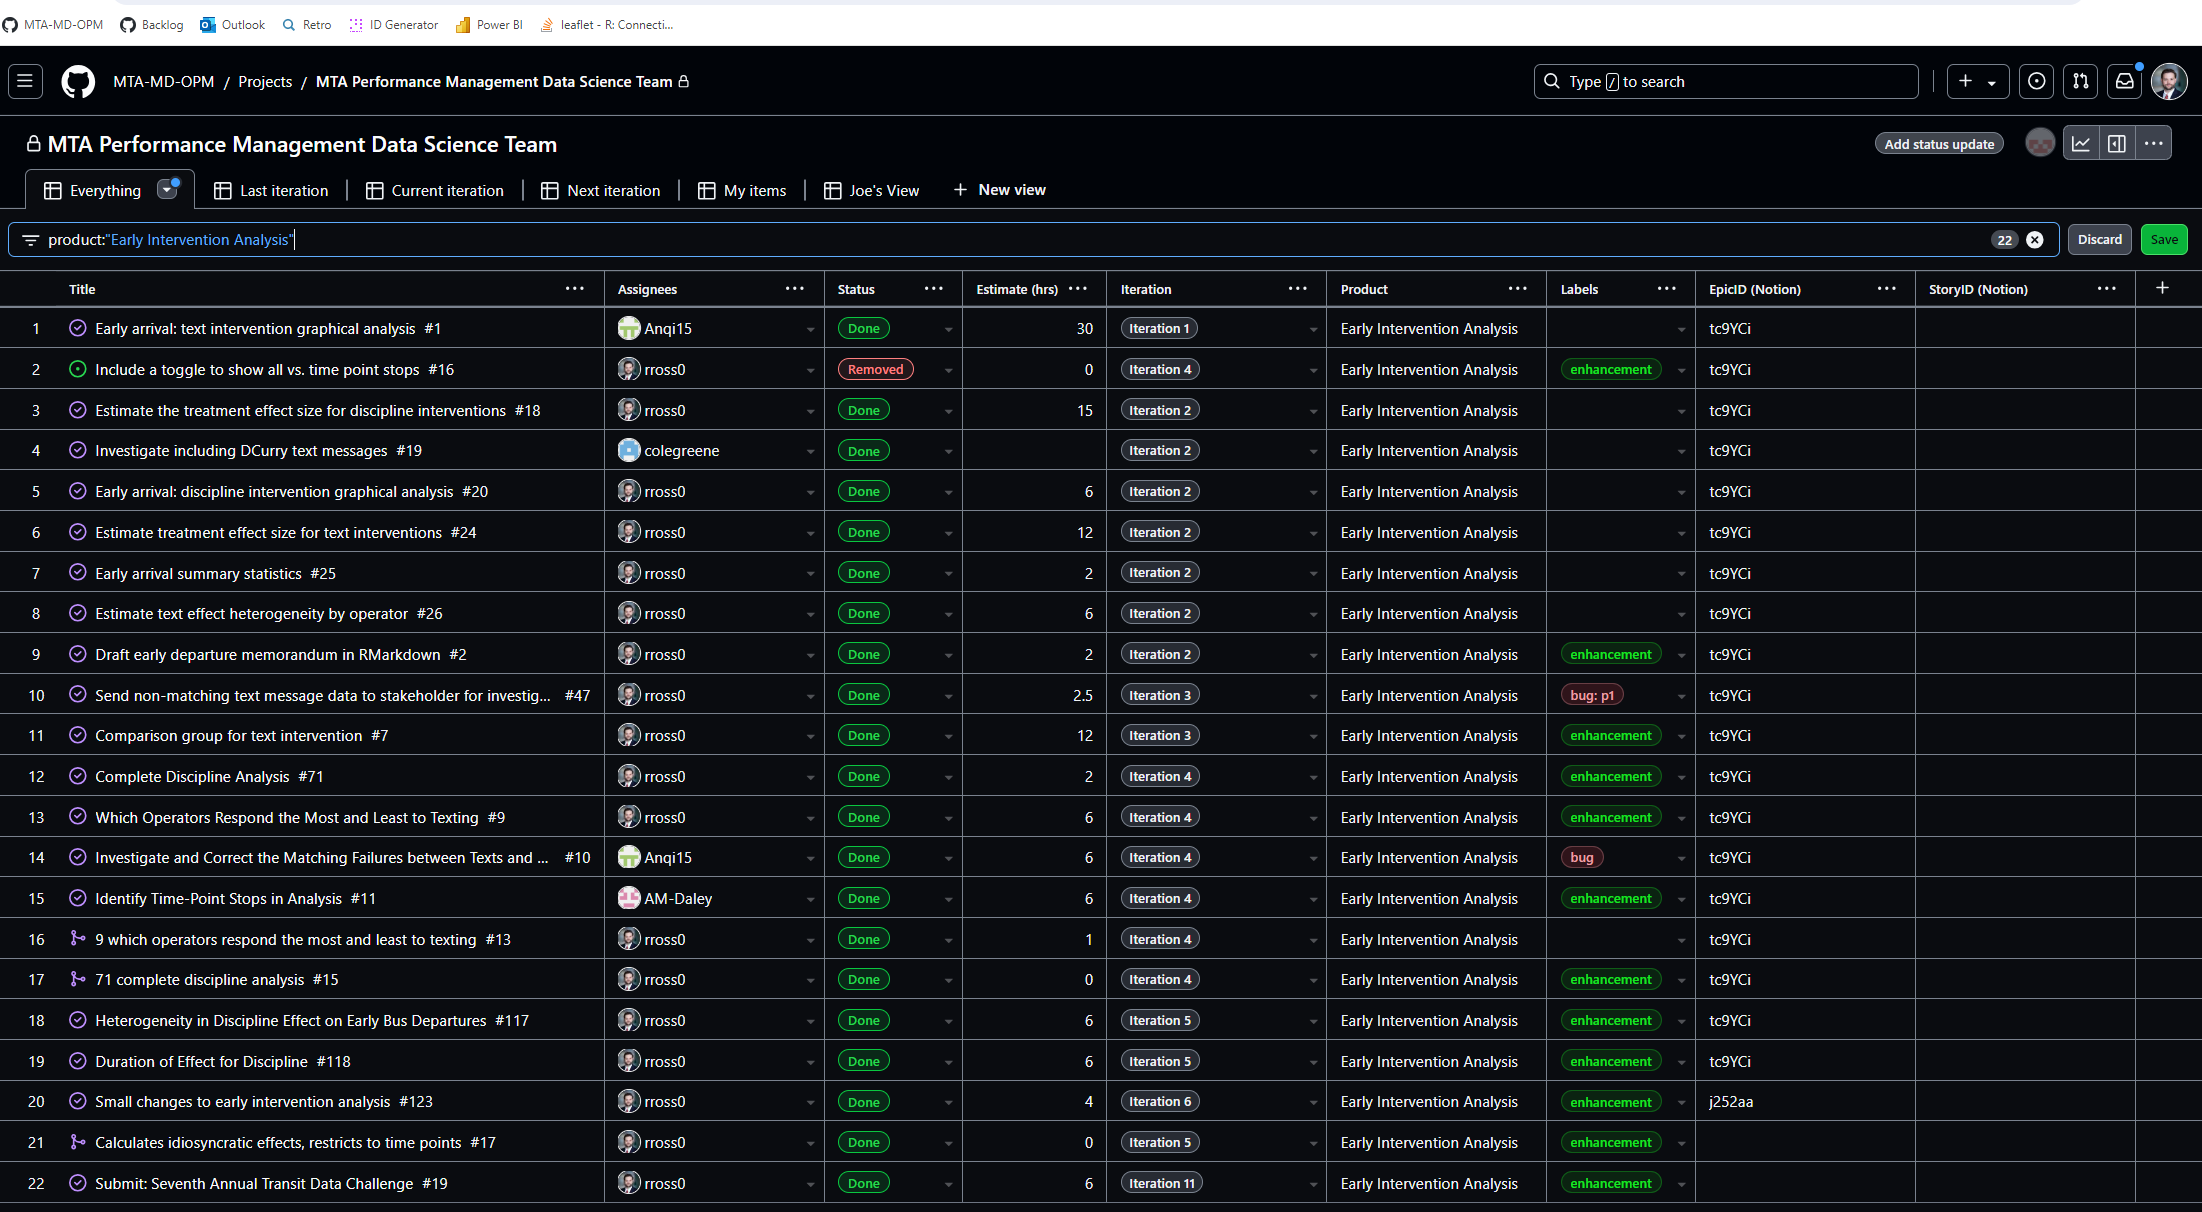 MTA-MD-OPM Backlog Outlook Retro ID Generator Power BI leaflet - R: Connecti...
MTA-MD-OPM / Projects / MTA Performance Management Data Science Team
Type / to search
MTA Performance Management Data Science Team
Add status update
Everything Last iteration Current iteration Next iteration My items Joe's View + New view
product:"Early Intervention Analysis" 22 Discard Save
Title Assignees Status Estimate (hrs) Iteration Product Labels EpicID (Notion) StoryID (Notion) +
1 Early arrival: text intervention graphical analysis #1 Anqi15 Done 30 Iteration 1 Early Intervention Analysis tc9YCi
2 Include a toggle to show all vs. time point stops #16 rross0 Removed 0 Iteration 4 Early Intervention Analysis enhancement tc9YCi
3 Estimate the treatment effect size for discipline interventions #18 rross0 Done 15 Iteration 2 Early Intervention Analysis tc9YCi
4 Investigate including DCurry text messages #19 colegreene Done Iteration 2 Early Intervention Analysis tc9YCi
5 Early arrival: discipline intervention graphical analysis #20 rross0 Done 6 Iteration 2 Early Intervention Analysis tc9YCi
6 Estimate treatment effect size for text interventions #24 rross0 Done 12 Iteration 2 Early Intervention Analysis tc9YCi
7 Early arrival summary statistics #25 rross0 Done 2 Iteration 2 Early Intervention Analysis tc9YCi
8 Estimate text effect heterogeneity by operator #26 rross0 Done 6 Iteration 2 Early Intervention Analysis tc9YCi
9 Draft early departure memorandum in RMarkdown #2 rross0 Done 2 Iteration 2 Early Intervention Analysis enhancement tc9YCi
10 Send non-matching text message data to stakeholder for investig... #47 rross0 Done 2.5 Iteration 3 Early Intervention Analysis bug: p1 tc9YCi
11 Comparison group for text intervention #7 rross0 Done 12 Iteration 3 Early Intervention Analysis enhancement tc9YCi
12 Complete Discipline Analysis #71 rross0 Done 2 Iteration 4 Early Intervention Analysis enhancement tc9YCi
13 Which Operators Respond the Most and Least to Texting #9 rross0 Done 6 Iteration 4 Early Intervention Analysis enhancement tc9YCi
14 Investigate and Correct the Matching Failures between Texts and ... #10 Anqi15 Done 6 Iteration 4 Early Intervention Analysis bug tc9YCi
15 Identify Time-Point Stops in Analysis #11 AM-Daley Done 6 Iteration 4 Early Intervention Analysis enhancement tc9YCi
16 9 which operators respond the most and least to texting #13 rross0 Done 1 Iteration 4 Early Intervention Analysis tc9YCi
17 71 complete discipline analysis #15 rross0 Done 0 Iteration 4 Early Intervention Analysis enhancement tc9YCi
18 Heterogeneity in Discipline Effect on Early Bus Departures #117 rross0 Done 6 Iteration 5 Early Intervention Analysis enhancement tc9YCi
19 Duration of Effect for Discipline #118 rross0 Done 6 Iteration 5 Early Intervention Analysis enhancement tc9YCi
20 Small changes to early intervention analysis #123 rross0 Done 4 Iteration 6 Early Intervention Analysis enhancement j252aa
21 Calculates idiosyncratic effects, restricts to time points #17 rross0 Done 0 Iteration 5 Early Intervention Analysis enhancement
22 Submit: Seventh Annual Transit Data Challenge #19 rross0 Done 6 Iteration 11 Early Intervention Analysis enhancement